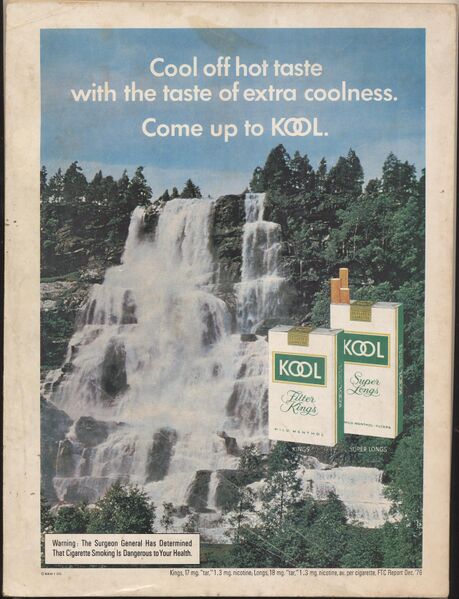 Cool off hot taste
with the taste of extra coolness.
Come up to KOOL.
KOOL
Filter
Kings
MILD MENTHOL
KINGS
KOOL
Super
Longs
MILD MENTHOL · FILTERS
SUPER LONGS
Warning: The Surgeon General Has Determined
That Cigarette Smoking Is Dangerous to Your Health.
Kings, 17 mg. "tar," 1.3 mg. nicotine; Longs, 18 mg. "tar," 1.3 mg. nicotine, av. per cigarette, FTC Report Dec. '76